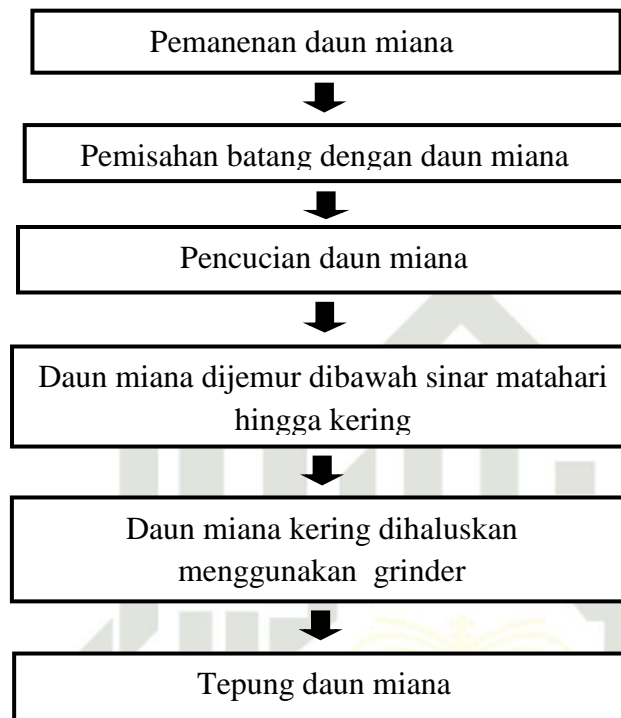 Pemanenan daun miana
Pemisahan batang dengan daun miana
Pencucian daun miana
Daun miana dijemur dibawah sinar matahari
hingga kering
Daun miana kering dihaluskan
menggunakan grinder
Tepung daun miana